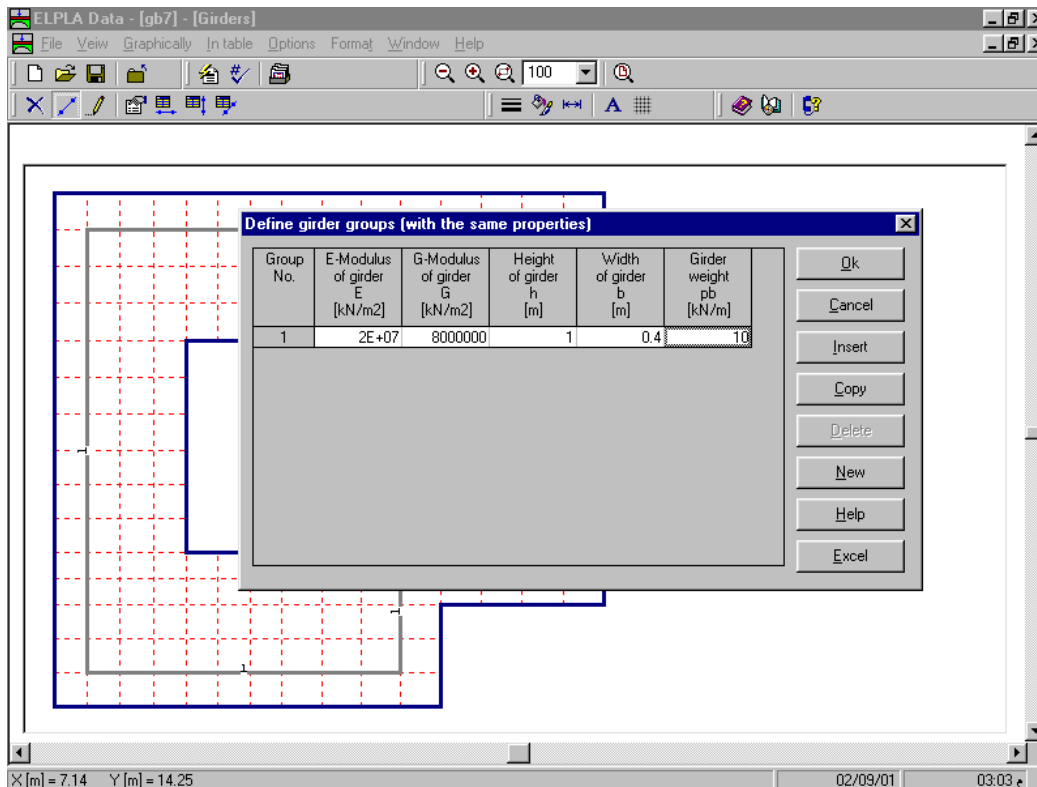 ELPLA Data - [gb7] - [Girders]
File Veiw Graphically In table Options Format Window Help
100
A
Define girder groups (with the same properties)
Group No. E-Modulus of girder E [kN/m2] G-Modulus of girder G [kN/m2] Height of girder h [m] Width of girder b [m] Girder weight pb [kN/m]
1 2E+07 8000000 1 0.4 10
Ok
Cancel
Insert
Copy
Delete
New
Help
Excel
1
1
1
X [m] = 7.14 Y [m] = 14.25 02/09/01 03:03 م